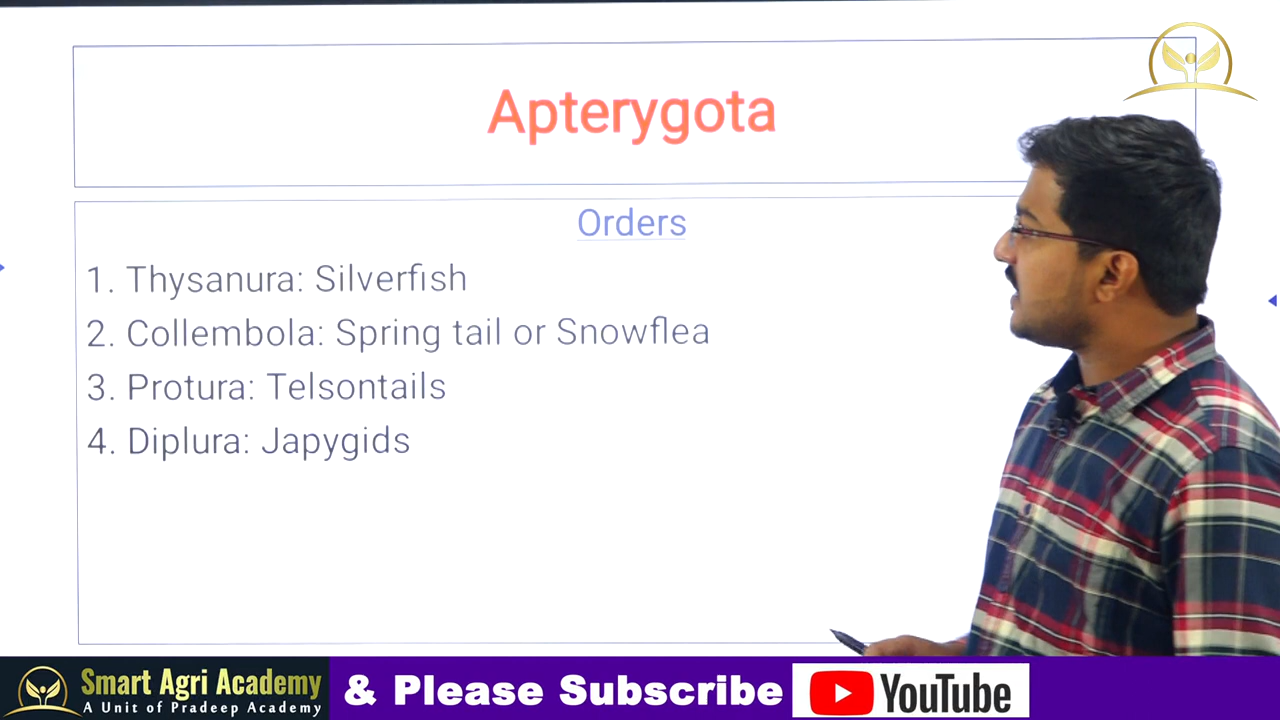 Apterygota
Orders
1. Thysanura: Silverfish
2. Collembola: Spring tail or Snowflea
3. Protura: Telsontails
4. Diplura: Japygids
Smart Agri Academy
A Unit of Pradeep Academy
& Please Subscribe
YouTube